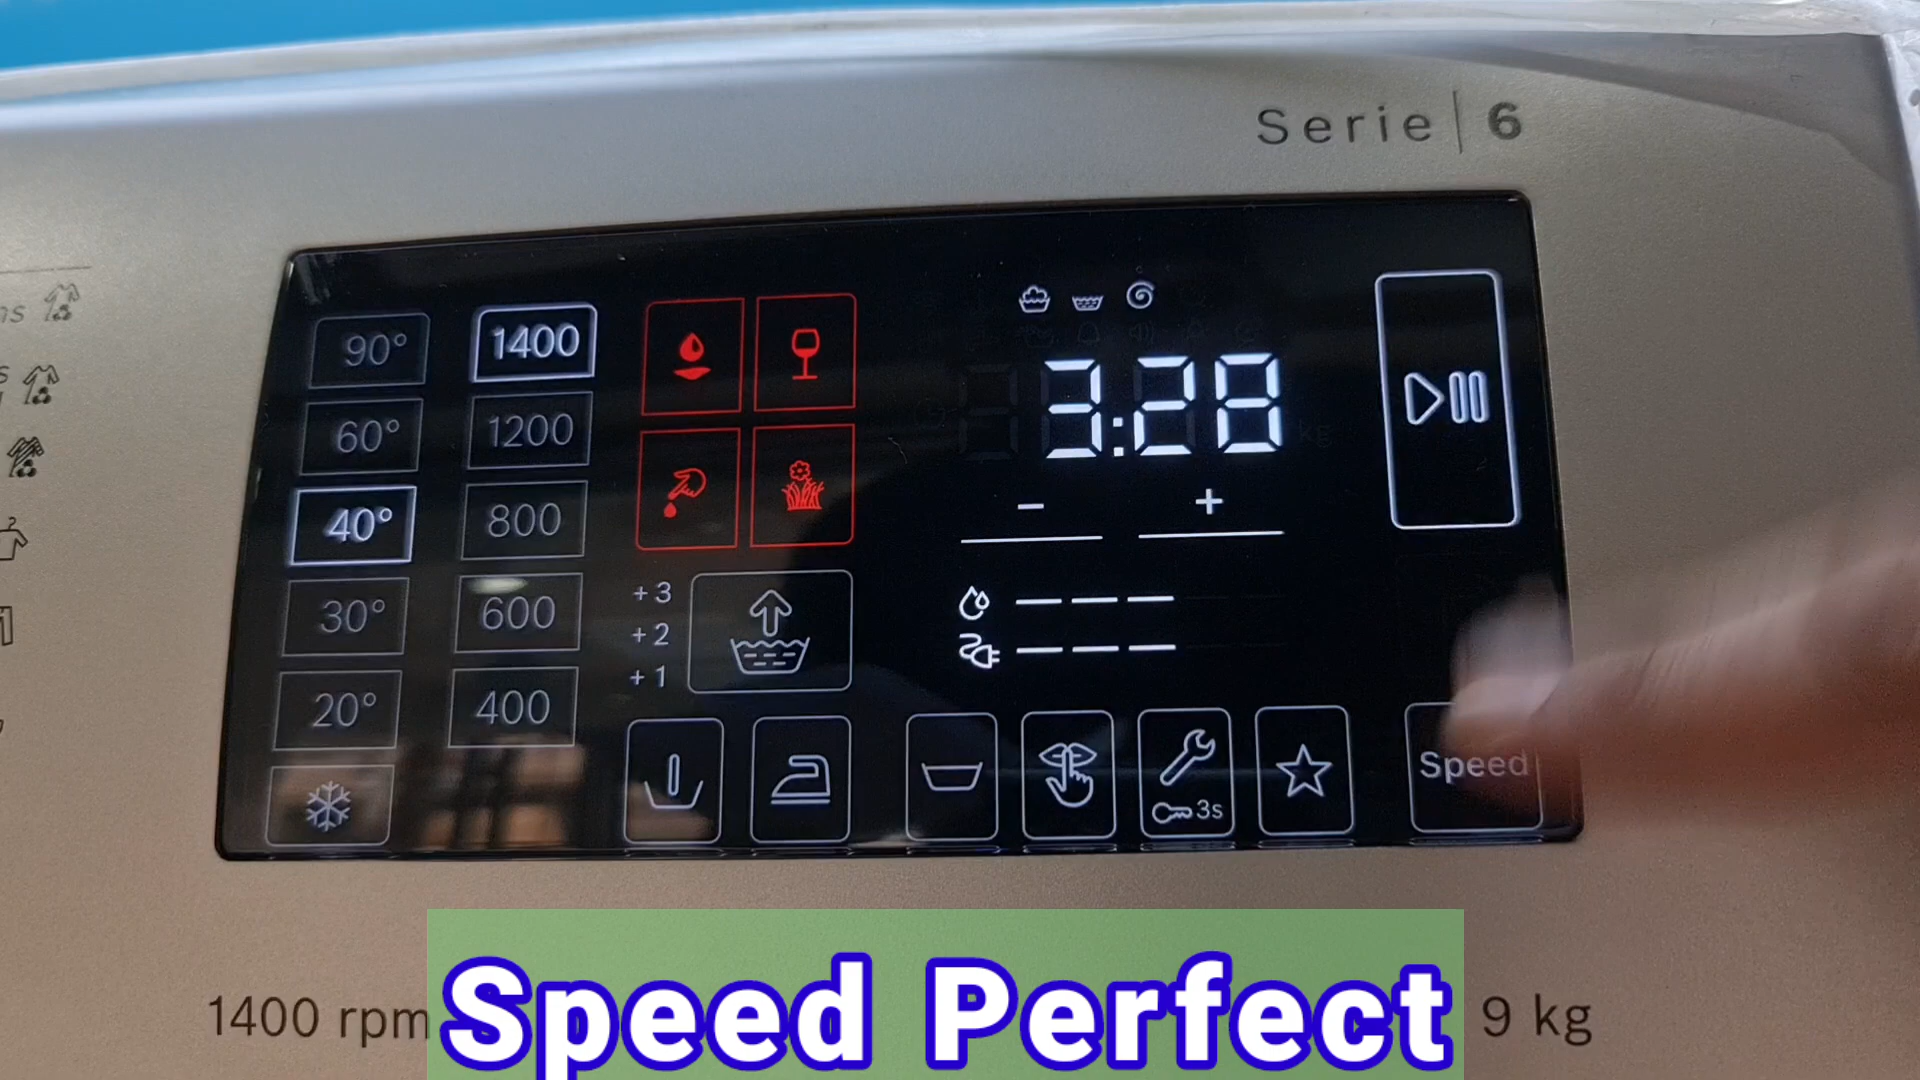 Serie | 6
90° 1400
60° 1200
40° 800
30° 600
20° 400
3:28
kg
- +
+3
+2
+1
3s
Speed
1400 rpm
9 kg
Speed Perfect